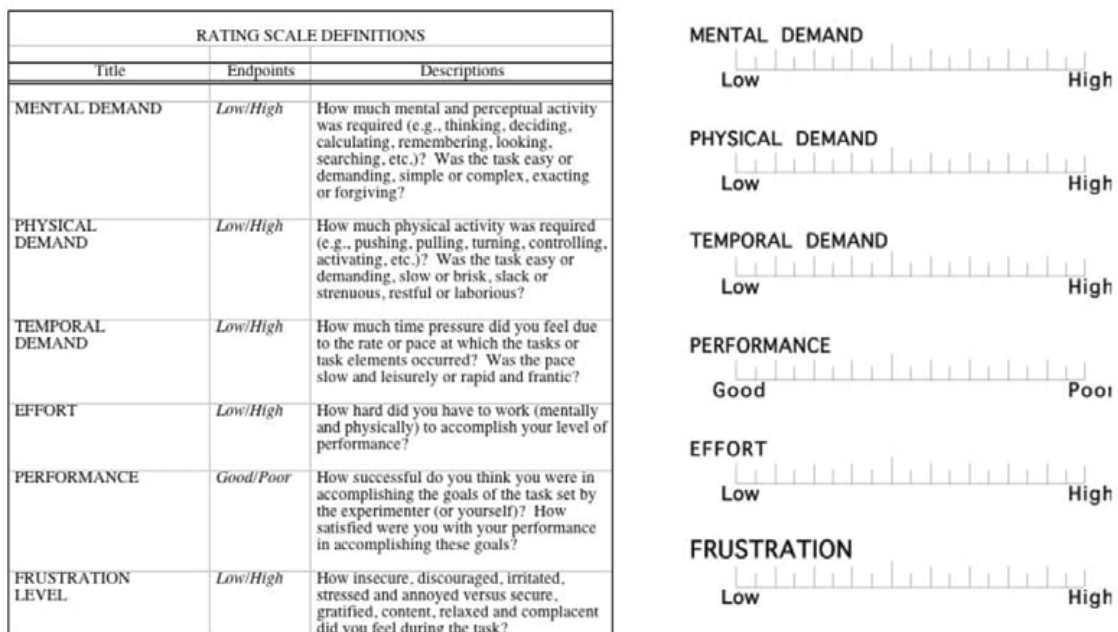 RATING SCALE DEFINITIONS
Title Endpoints Descriptions
MENTAL DEMAND Low/High How much mental and perceptual activity
was required (e.g., thinking, deciding,
calculating, remembering, looking,
searching, etc.)? Was the task easy or
demanding, simple or complex, exacting
or forgiving?
PHYSICAL DEMAND Low/High How much physical activity was required
(e.g., pushing, pulling, turning, controlling,
activating, etc.)? Was the task easy or
demanding, slow or brisk, slack or
strenuous, restful or laborious?
TEMPORAL DEMAND Low/High How much time pressure did you feel due
to the rate or pace at which the tasks or
task elements occurred? Was the pace
slow and leisurely or rapid and frantic?
EFFORT Low/High How hard did you have to work (mentally
and physically) to accomplish your level of
performance?
PERFORMANCE Good/Poor How successful do you think you were in
accomplishing the goals of the task set by
the experimenter (or yourself)? How
satisfied were you with your performance
in accomplishing these goals?
FRUSTRATION LEVEL Low/High How insecure, discouraged, irritated,
stressed and annoyed versus secure,
gratified, content, relaxed and complacent
did you feel during the task?
MENTAL DEMAND
Low High
PHYSICAL DEMAND
Low High
TEMPORAL DEMAND
Low High
PERFORMANCE
Good Poor
EFFORT
Low High
FRUSTRATION
Low High